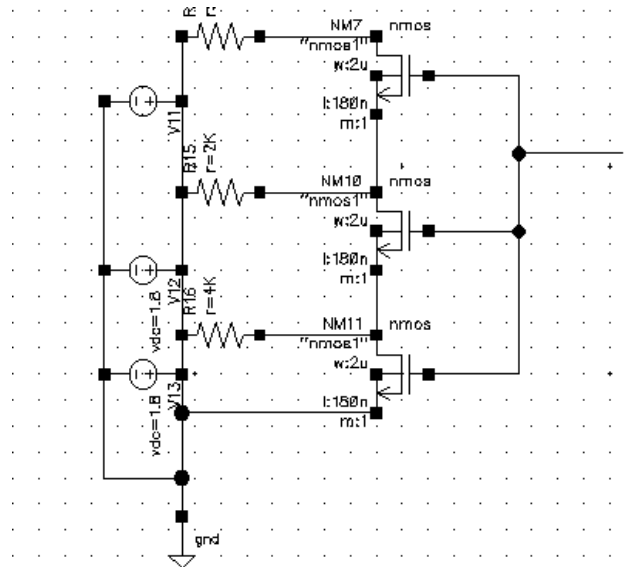 NM7
nmos
"nmos1"
w:2u
l:180n
m:1
V11
R15
r=2K
NM10
nmos
"nmos1"
w:2u
l:180n
m:1
V12
vdc=1.8
R16
r=4K
NM11
nmos
"nmos1"
w:2u
l:180n
m:1
V13
vdc=1.8
gnd